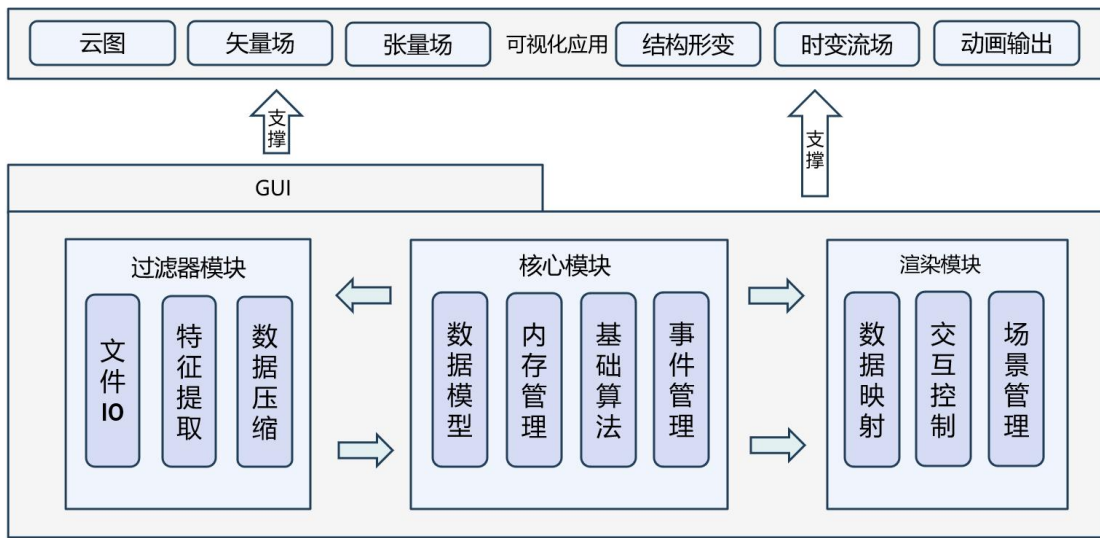 云图 矢量场 张量场 可视化应用 结构形变 时变流场 动画输出
支撑
支撑
GUI
过滤器模块
文件IO
特征提取
数据压缩
核心模块
数据模型
内存管理
基础算法
事件管理
渲染模块
数据映射
交互控制
场景管理